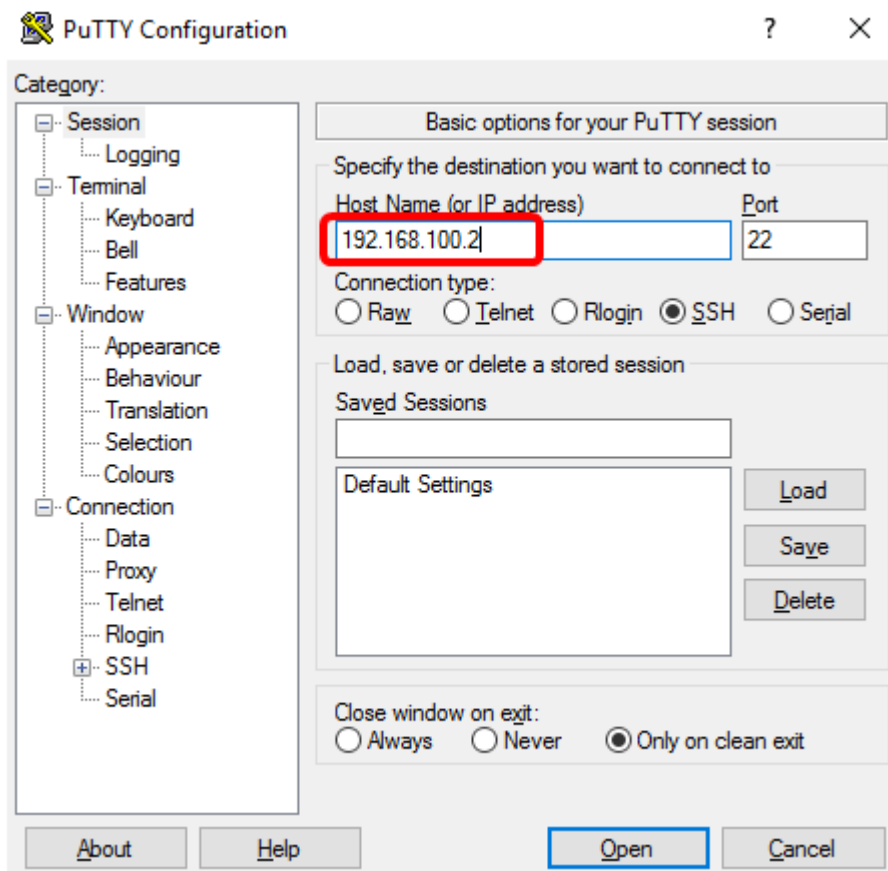 PuTTY Configuration
?
Category:
Session
Logging
Terminal
Keyboard
Bell
Features
Window
Appearance
Behaviour
Translation
Selection
Colours
Connection
Data
Proxy
Telnet
Rlogin
SSH
Serial
Basic options for your PuTTY session
Specify the destination you want to connect to
Host Name (or IP address) Port
192.168.100.2 22
Connection type:
Raw Telnet Rlogin SSH Serial
Load, save or delete a stored session
Saved Sessions
Default Settings
Load
Save
Delete
Close window on exit:
Always Never Only on clean exit
About Help Open Cancel